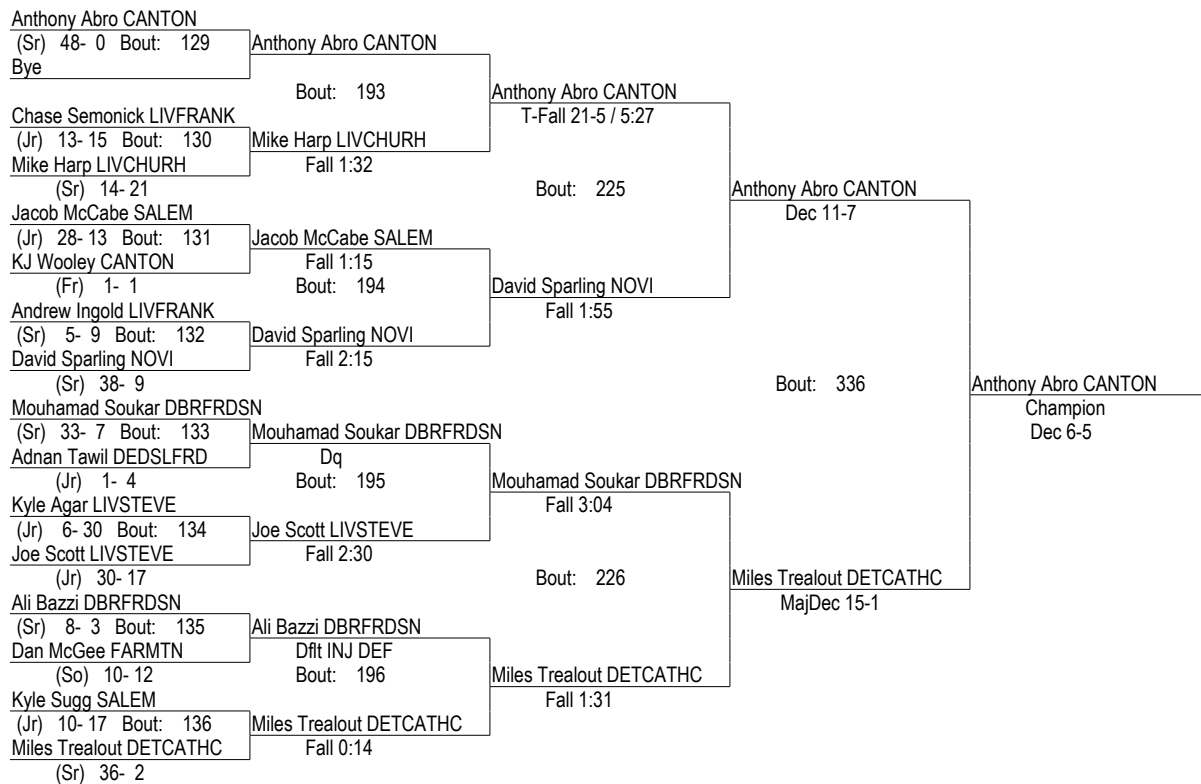 Anthony Abro CANTON
(Sr) 48- 0 Bout: 129
Bye
Chase Semonick LIVFRANK
(Jr) 13- 15 Bout: 130
Mike Harp LIVCHURH
(Sr) 14- 21
Jacob McCabe SALEM
(Jr) 28- 13 Bout: 131
KJ Wooley CANTON
(Fr) 1- 1
Andrew Ingold LIVFRANK
(Sr) 5- 9 Bout: 132
David Sparling NOVI
(Sr) 38- 9
Mouhamad Soukar DBRFRDSN
(Sr) 33- 7 Bout: 133
Adnan Tawil DEDSLFRD
(Jr) 1- 4
Kyle Agar LIVSTEVE
(Jr) 6- 30 Bout: 134
Joe Scott LIVSTEVE
(Jr) 30- 17
Ali Bazzi DBRFRDSN
(Sr) 8- 3 Bout: 135
Dan McGee FARMTN
(So) 10- 12
Kyle Sugg SALEM
(Jr) 10- 17 Bout: 136
Miles Trealout DETCATHC
(Sr) 36- 2
Anthony Abro CANTON
Bout: 193
Mike Harp LIVCHURH
Fall 1:32
Jacob McCabe SALEM
Fall 1:15
Bout: 194
David Sparling NOVI
Fall 2:15
Mouhamad Soukar DBRFRDSN
Dq
Bout: 195
Joe Scott LIVSTEVE
Fall 2:30
Ali Bazzi DBRFRDSN
Dflt INJ DEF
Bout: 196
Miles Trealout DETCATHC
Fall 0:14
Anthony Abro CANTON
T-Fall 21-5 / 5:27
Bout: 225
David Sparling NOVI
Fall 1:55
Mouhamad Soukar DBRFRDSN
Fall 3:04
Bout: 226
Miles Trealout DETCATHC
Fall 1:31
Anthony Abro CANTON
Dec 11-7
Bout: 336
Miles Trealout DETCATHC
MajDec 15-1
Anthony Abro CANTON
Champion
Dec 6-5